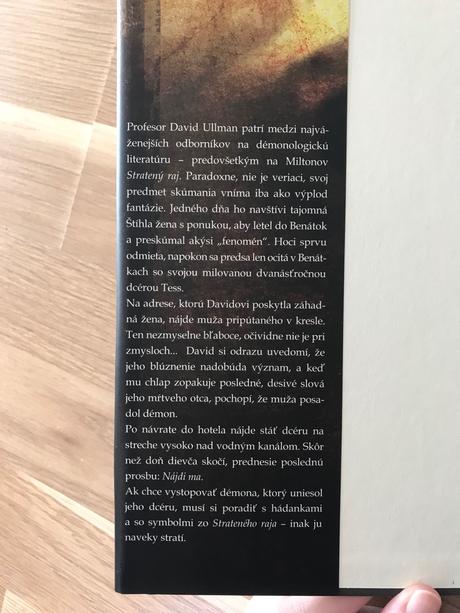 Profesor David Ullman patrí medzi najvá-
ženejších odborníkov na démonologickú
literatúru – predovšetkým na Miltonov
Stratený raj. Paradoxne, nie je veriaci, svoj
predmet skúmania vníma iba ako výplod
fantázie. Jedného dňa ho navštívi tajomná
Štíhla žena s ponukou, aby letel do Benátok
a preskúmal akýsi „fenomén“. Hoci sprvu
odmieta, napokon sa predsa len ocitá v Benát-
kach so svojou milovanou dvanásťročnou
dcérou Tess.
Na adrese, ktorú Davidovi poskytla záhad-
ná žena, nájde muža pripútaného v kresle.
Ten nezmyselne bľaboce, očividne nie je pri
zmysloch... David si odrazu uvedomí, že
jeho blúznenie nadobúda význam, a keď
mu chlap zopakuje posledné, desivé slová
jeho mŕtveho otca, pochopí, že muža posa-
dol démon.
Po návrate do hotela nájde stáť dcéru na
streche vysoko nad vodným kanálom. Skôr
než doň dievča skočí, prednesie poslednú
prosbu: Nájdi ma.
Ak chce vystopovať démona, ktorý uniesol
jeho dcéru, musí si poradiť s hádankami
a so symbolmi zo Strateného raja – inak ju
naveky stratí.